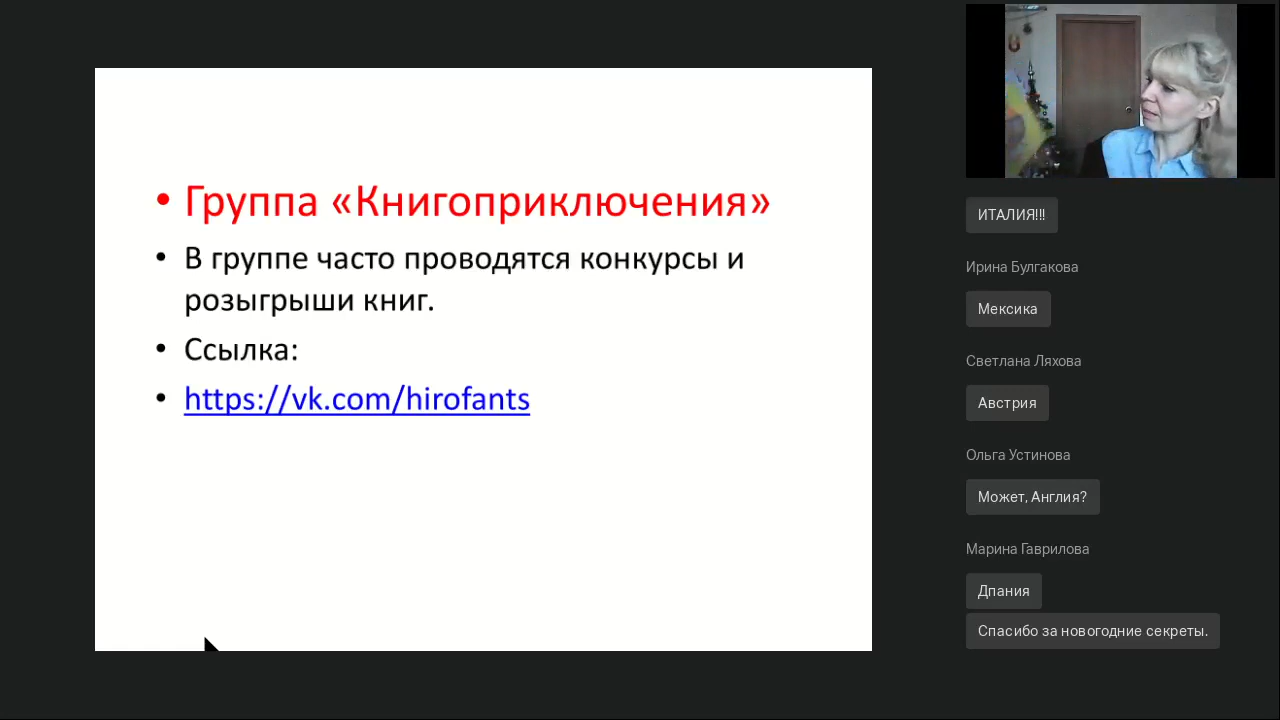 • Группа «Книгоприключения»
• В группе часто проводятся конкурсы и
розыгрыши книг.
• Ссылка:
• https://vk.com/hirofants
ИТАЛИЯ!!!
Ирина Булгакова
Мексика
Светлана Ляхова
Австрия
Ольга Устинова
Может, Англия?
Марина Гаврилова
Дпания
Спасибо за новогодние секреты.